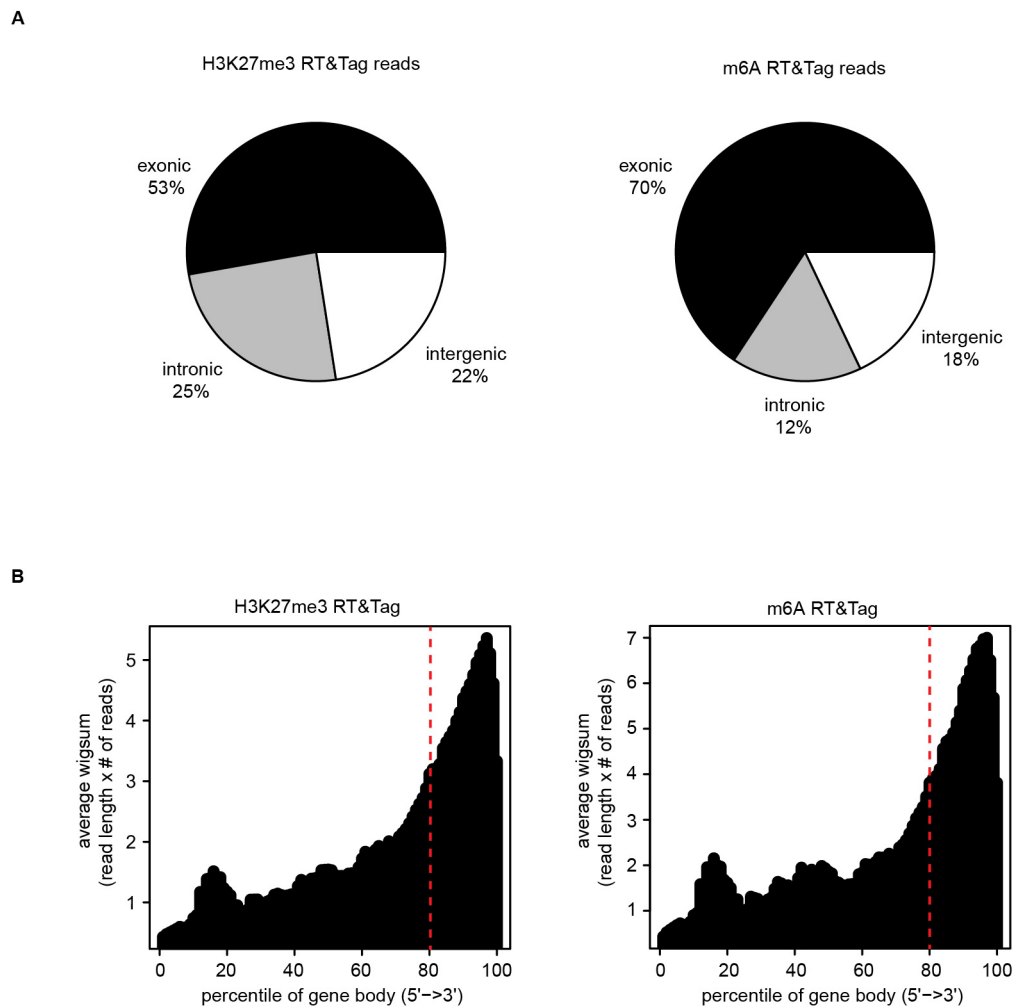 A
H3K27me3 RT&Tag reads
m6A RT&Tag reads
exonic
53%
intronic
25%
intergenic
22%
exonic
70%
intronic
12%
intergenic
18%
B
H3K27me3 RT&Tag
average wigsum
(read length x # of reads)
5
4
3
2
1
0 20 40 60 80 100
percentile of gene body (5'−>3')
m6A RT&Tag
average wigsum
(read length x # of reads)
7
6
5
4
3
2
1
0 20 40 60 80 100
percentile of gene body (5'−>3')